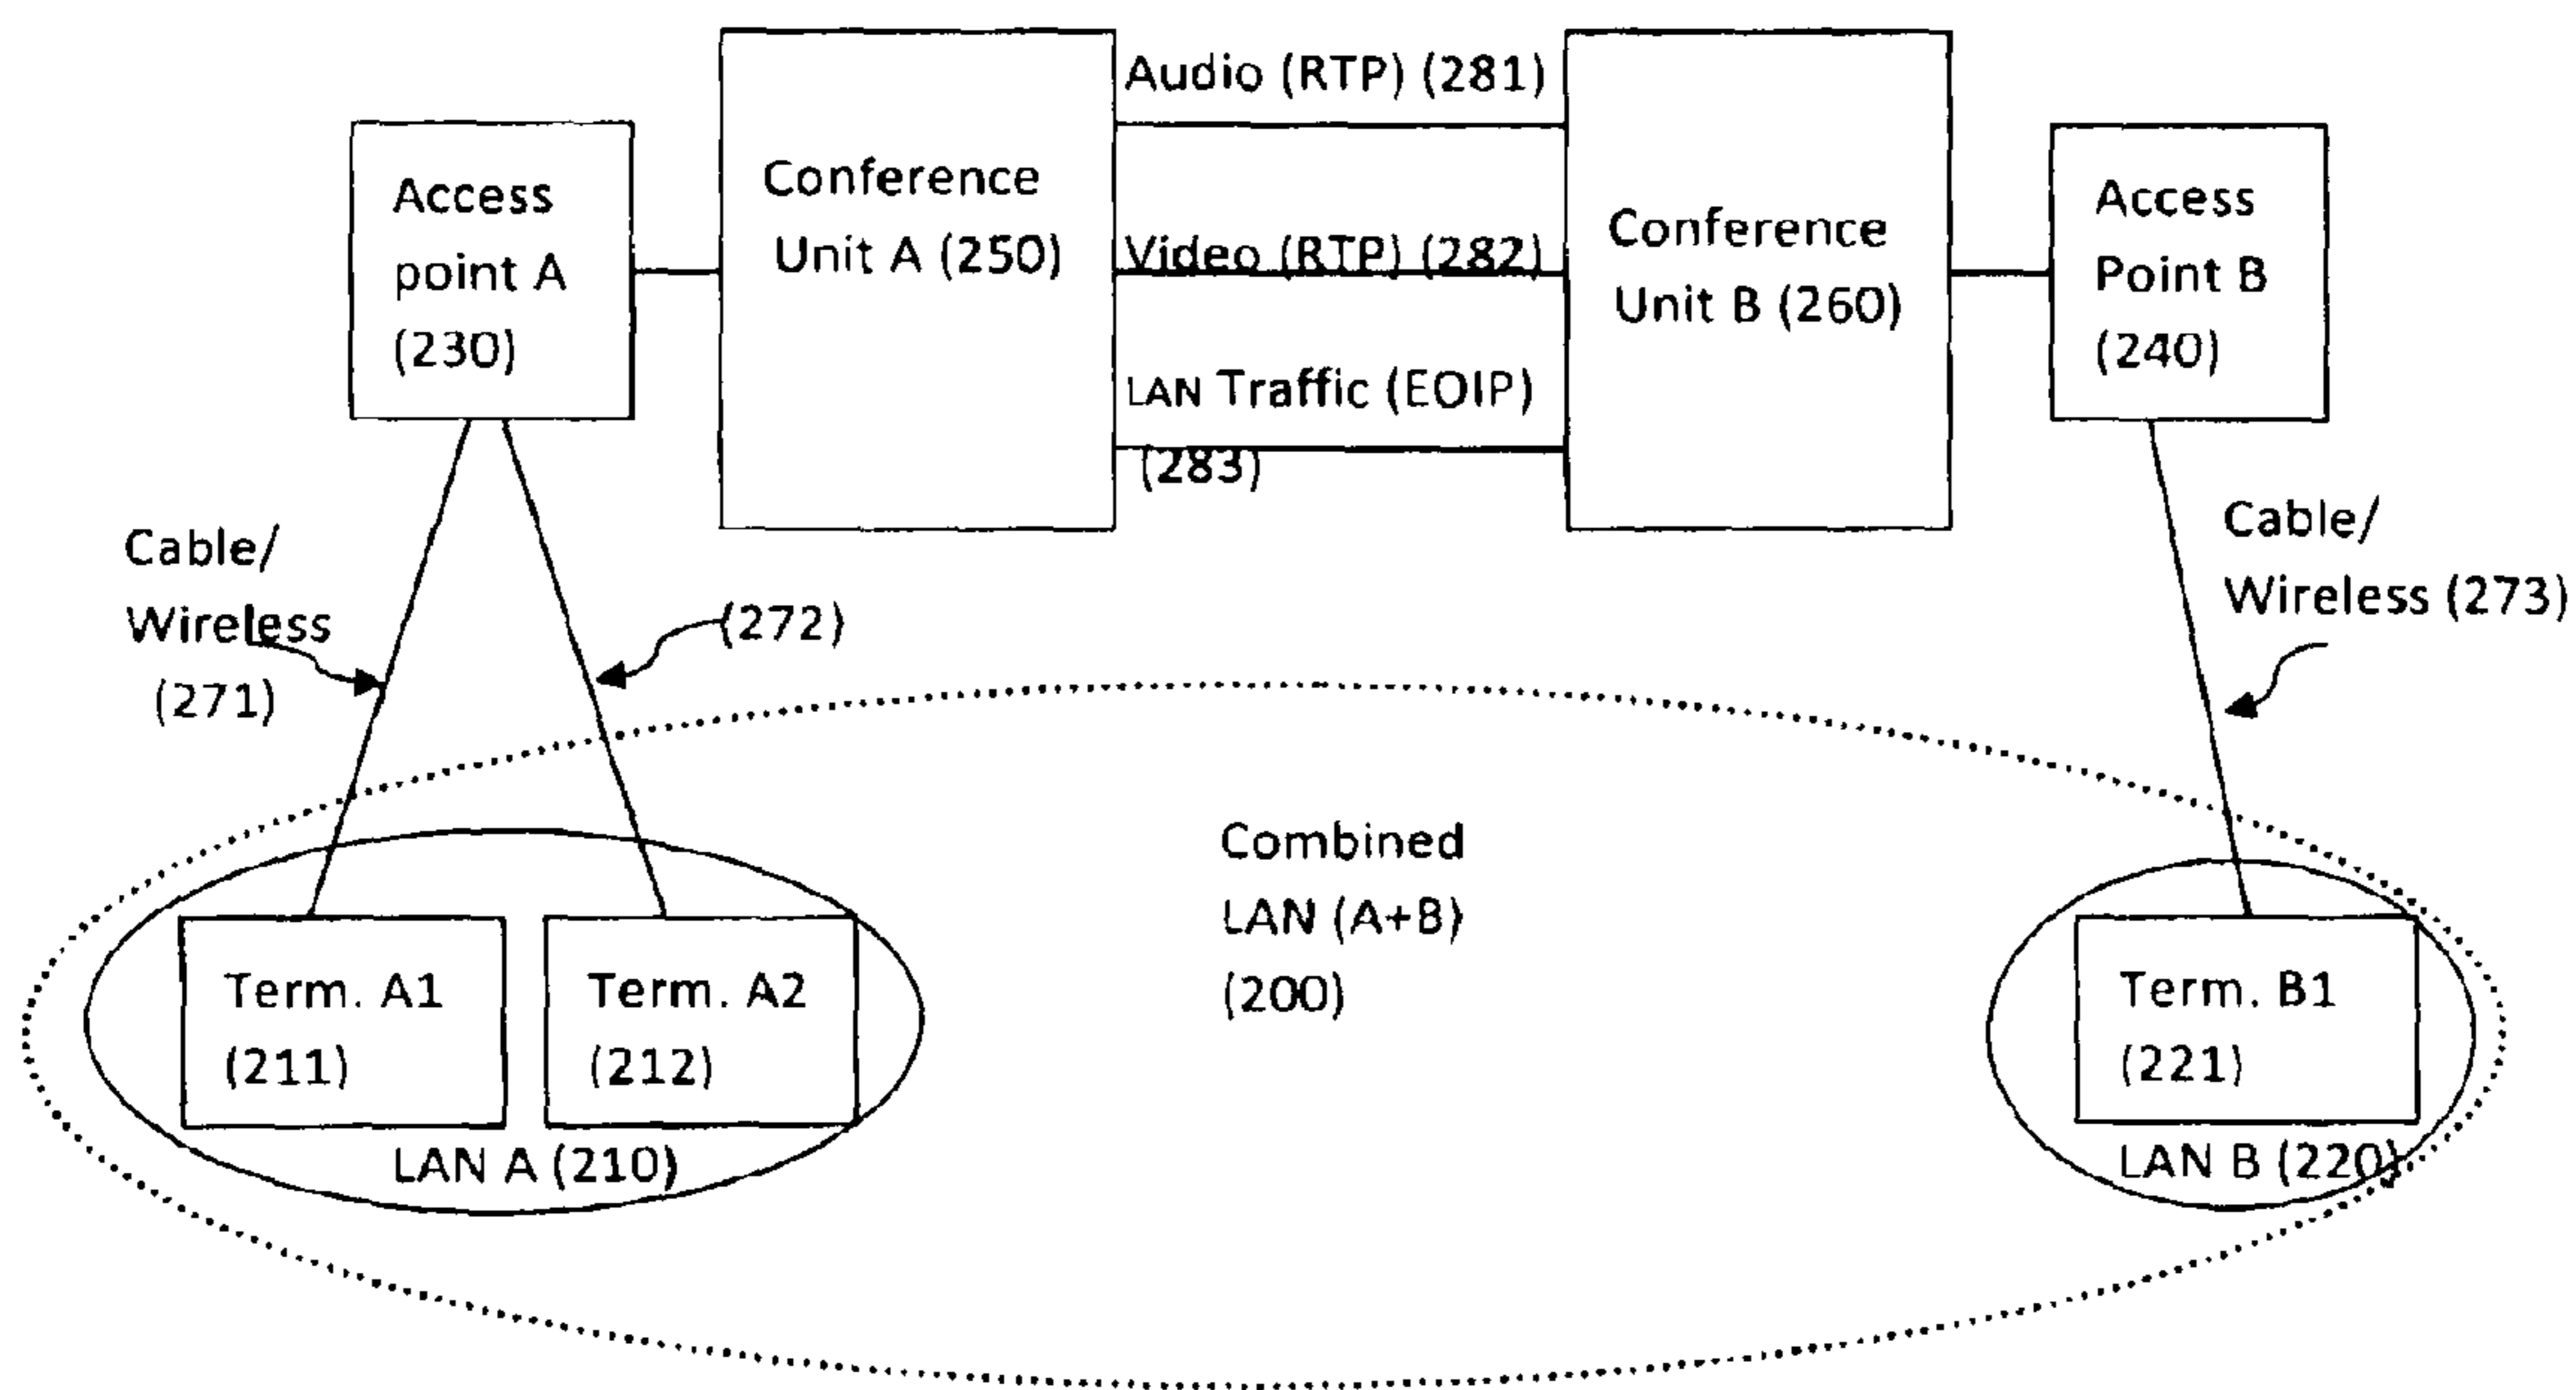 Audio (RTP) (281)
Access
point A
(230)
Conference
Unit A (250)
Video (RTP) (282)
LAN Traffic (EOIP)
(283)
Conference
Unit B (260)
Access
Point B
(240)
Cable/
Wireless
(271)
(272)
Cable/
Wireless (273)
Combined
LAN (A+B)
(200)
Term. A1
(211)
Term. A2
(212)
LAN A (210)
Term. B1
(221)
LAN B (220)